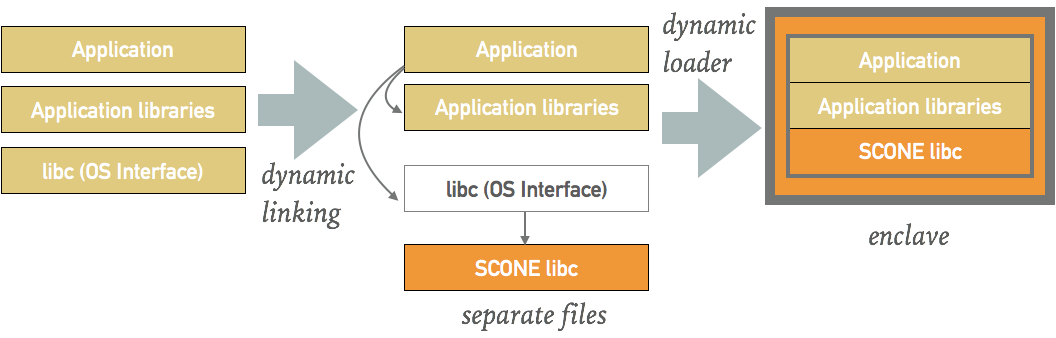 Application
Application libraries
libc (OS Interface)
dynamic
linking
Application
Application libraries
libc (OS Interface)
SCONE libc
separate files
dynamic
loader
Application
Application libraries
SCONE libc
enclave